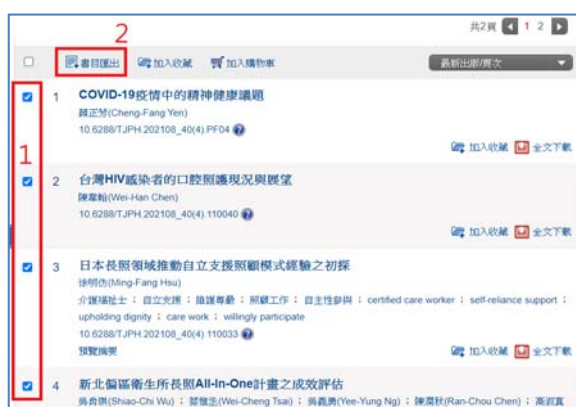 共2頁 1 2
2
書目匯出 加入收藏 加入購物車 最新出版/頁次
1
1 COVID-19疫情中的精神健康議題
顏正芳(Cheng-Fang Yen)
10.6288/TJPH.202108_40(4).PF04
加入收藏 全文下載
2 台灣HIV感染者的口腔照護現況與展望
陳韋翰(Wei-Han Chen)
10.6288/TJPH.202108_40(4).110040
加入收藏 全文下載
3 日本長照領域推動自立支援照顧模式經驗之初探
徐明仿(Ming-Fang Hsu)
介護福祉士 ; 自立支援 ; 維護尊嚴 ; 照顧工作 ; 自主性參與 ; certified care worker ; self-reliance support ;
upholding dignity ; care work ; willingly participate
10.6288/TJPH.202108_40(4).110033
預覽摘要
加入收藏 全文下載
4 新北偏區衛生所長照All-In-One計畫之成效評估
(Shiao-Chi Wu) ; (Wei-Cheng Tsai) ; 吳義勇(Yee-Yung Ng) ; 陳潤秋(Ran-Chou Chen) ; 高淑真